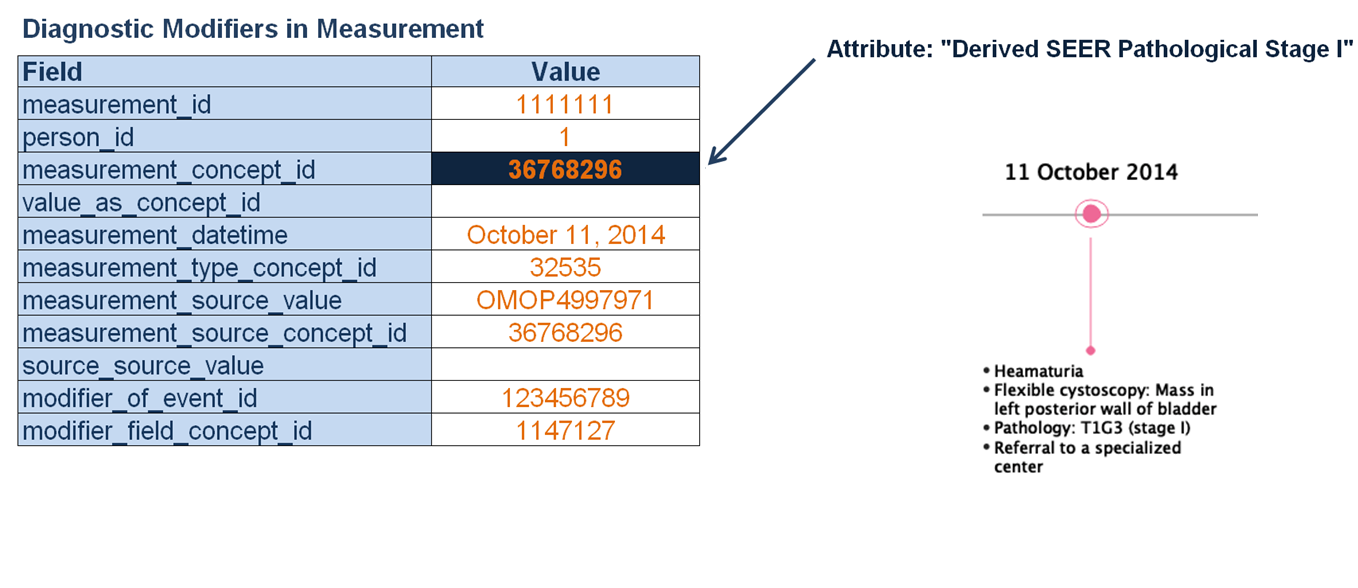 Diagnostic Modifiers in Measurement
Field Value
measurement_id 1111111
person_id 1
measurement_concept_id 36768296
value_as_concept_id
measurement_datetime October 11, 2014
measurement_type_concept_id 32535
measurement_source_value OMOP4997971
measurement_source_concept_id 36768296
source_source_value
modifier_of_event_id 123456789
modifier_field_concept_id 1147127
Attribute: "Derived SEER Pathological Stage I"
11 October 2014
• Heamaturia
• Flexible cystoscopy: Mass in
left posterior wall of bladder
• Pathology: T1G3 (stage I)
• Referral to a specialized
center